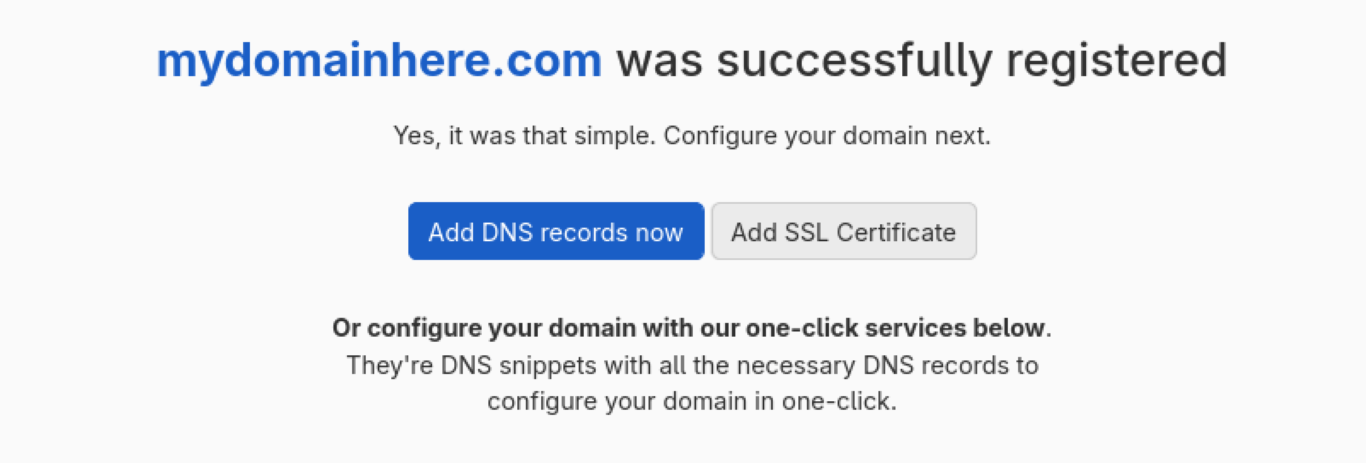 mydomainhere.com was successfully registered
Yes, it was that simple. Configure your domain next.
Add DNS records now
Add SSL Certificate
Or configure your domain with our one-click services below.
They're DNS snippets with all the necessary DNS records to
configure your domain in one-click.